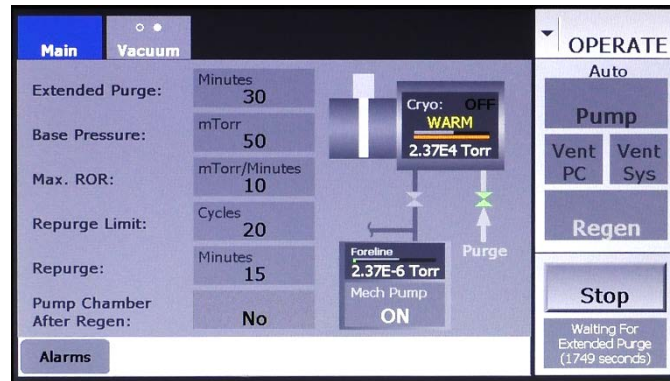 Main
Vacuum
OPERATE
Extended Purge:
Minutes
30
Base Pressure:
mTorr
50
Max. ROR:
mTorr/Minutes
10
Repurge Limit:
Cycles
20
Repurge:
Minutes
15
Pump Chamber
After Regen:
No
Cryo: OFF
WARM
2.37E4 Torr
Purge
Foreline
2.37E-6 Torr
Mech Pump
ON
Auto
Pump
Vent
PC
Vent
Sys
Regen
Stop
Waiting For
Extended Purge
(1749 seconds)
Alarms